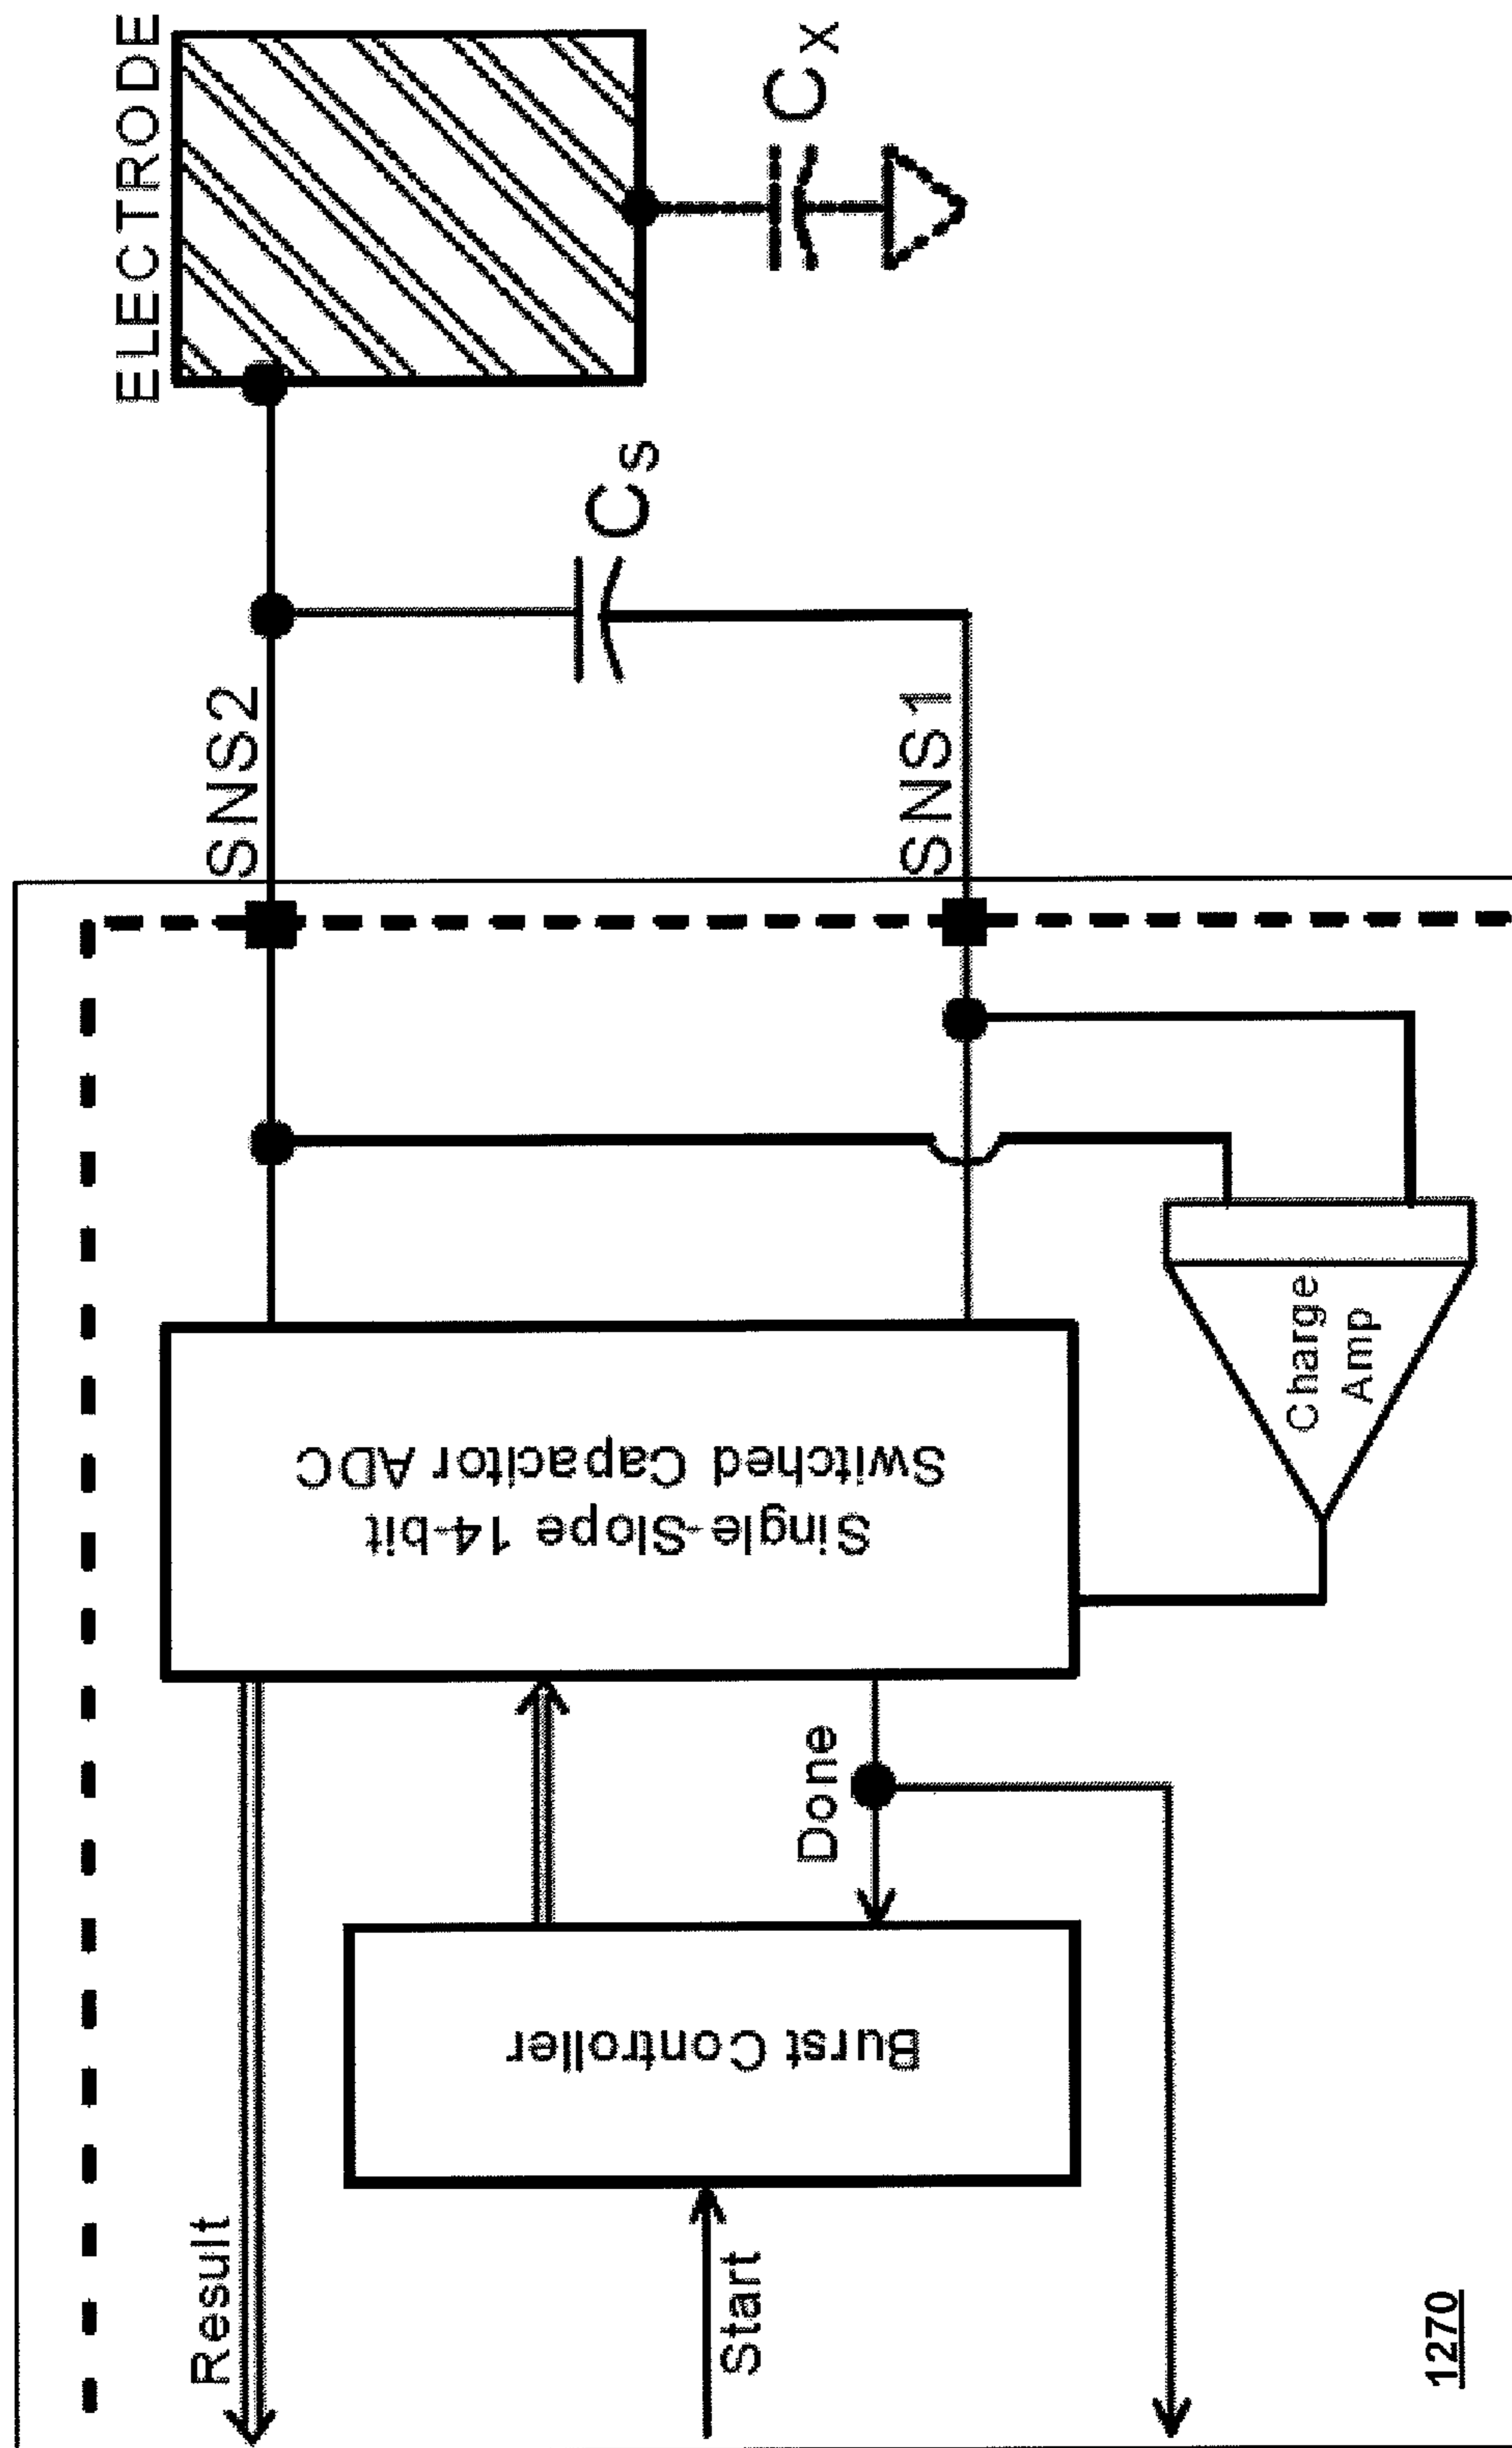 ELECTRODE
Cx
Cs
SNS2
SNS1
Single-Slope 14-bit
Switched Capacitor ADC
Charge
Amp
Done
Burst Controller
Result
Start
1270